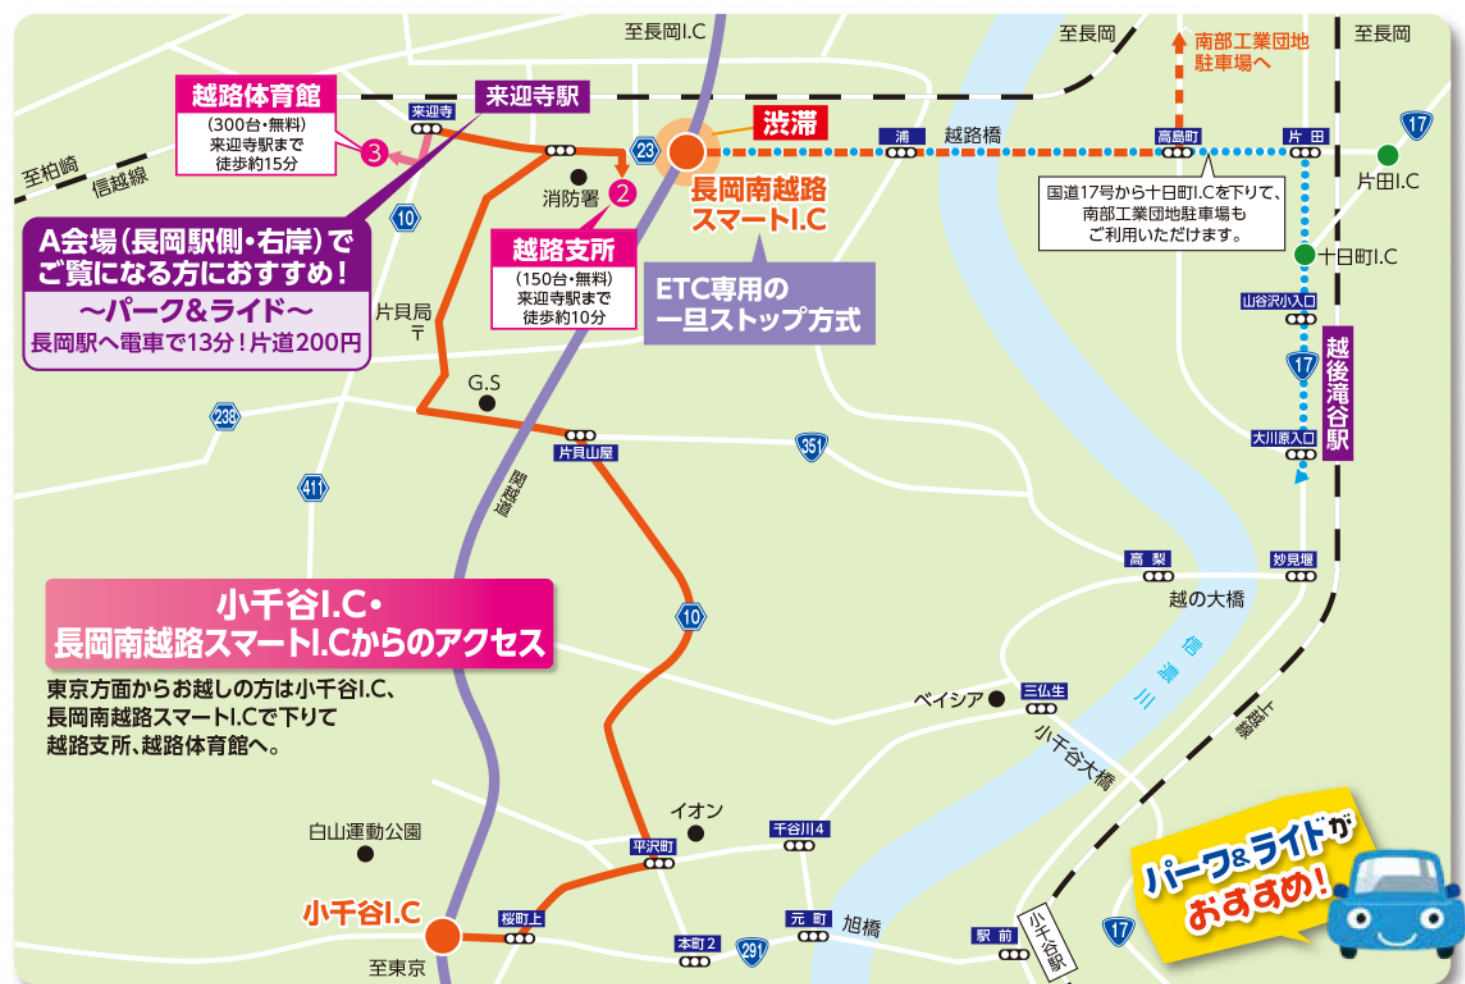 至長岡I.C
至長岡
南部工業団地
駐車場へ
至長岡
17
越路体育館
(300台・無料)
来迎寺駅まで
徒歩約15分
来迎寺
来迎寺駅
3
23
渋滞
浦
越路橋
高島町
片田
片田I.C
至柏崎
信越線
消防署
2
長岡南越路
スマートI.C
国道17号から十日町I.Cを下りて、
南部工業団地駐車場も
ご利用いただけます。
10
A会場(長岡駅側・右岸)で
ご覧になる方におすすめ!
～パーク&ライド～
長岡駅へ電車で13分!片道200円
越路支所
(150台・無料)
来迎寺駅まで
徒歩約10分
ETC専用の
一旦ストップ方式
十日町I.C
山谷沢小入口
片貝局
〒
17
越後滝谷駅
G.S
238
片貝山屋
351
大川原入口
411
関越道
高梨
妙見堰
越の大橋
小千谷I.C・
長岡南越路スマートI.Cからのアクセス
東京方面からお越しの方は小千谷I.C、
長岡南越路スマートI.Cで下りて
越路支所、越路体育館へ。
10
信濃川
ベイシア
三仏生
小千谷大橋
上越線
白山運動公園
イオン
平沢町
千谷川4
パーク&ライドが
おすすめ!
小千谷I.C
桜町上
本町2
291
元町
旭橋
駅前
小千谷駅
17
至東京